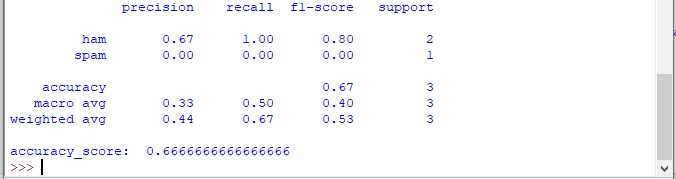 precision recall f1-score support
ham 0.67 1.00 0.80 2
spam 0.00 0.00 0.00 1
accuracy 0.67 3
macro avg 0.33 0.50 0.40 3
weighted avg 0.44 0.67 0.53 3
accuracy_score: 0.6666666666666666
>>>